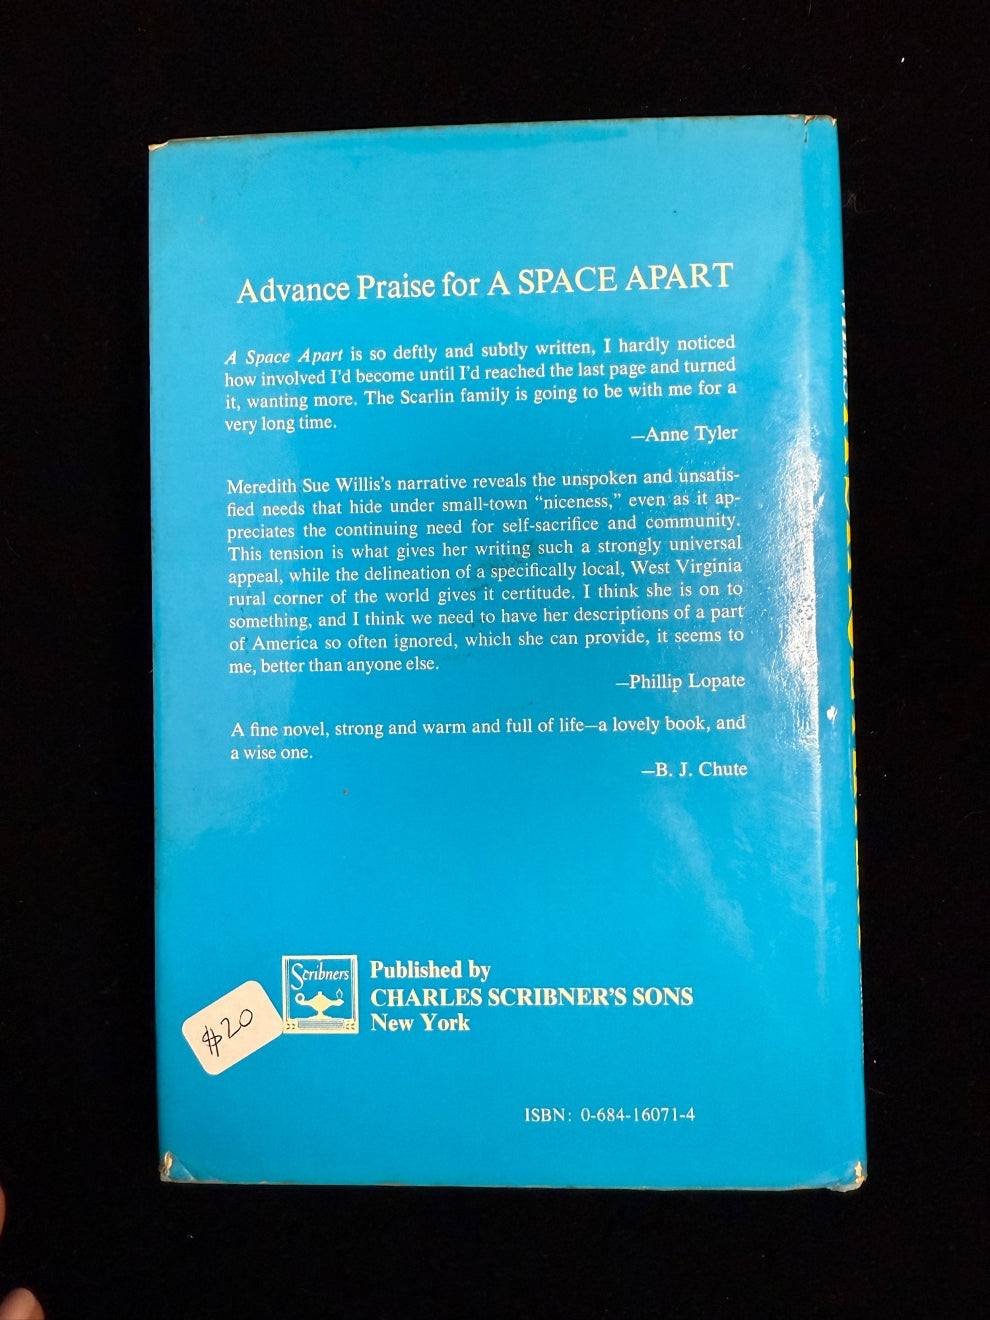 Advance Praise for A SPACE APART
A Space Apart is so deftly and subtly written, I hardly noticed
how involved I'd become until I'd reached the last page and turned
it, wanting more. The Scarlin family is going to be with me for a
very long time.
—Anne Tyler
Meredith Sue Willis's narrative reveals the unspoken and unsatis-
fied needs that hide under small-town “niceness,” even as it ap-
preciates the continuing need for self-sacrifice and community.
This tension is what gives her writing such a strongly universal
appeal, while the delineation of a specifically local, West Virginia
rural corner of the world gives it certitude. I think she is on to
something, and I think we need to have her descriptions of a part
of America so often ignored, which she can provide, it seems to
me, better than anyone else.
—Phillip Lopate
A fine novel, strong and warm and full of life—a lovely book, and
a wise one.
—B. J. Chute
Scribners
Published by
CHARLES SCRIBNER'S SONS
New York
$20
ISBN: 0-684-16071-4